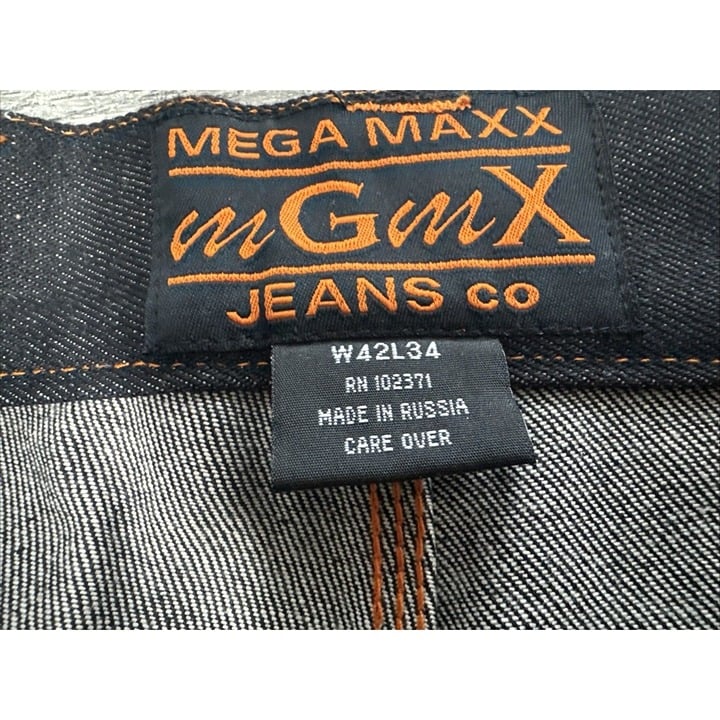 MEGA MAXX
mGmX
JEANS CO
W42L34
RN 102371
MADE IN RUSSIA
CARE OVER